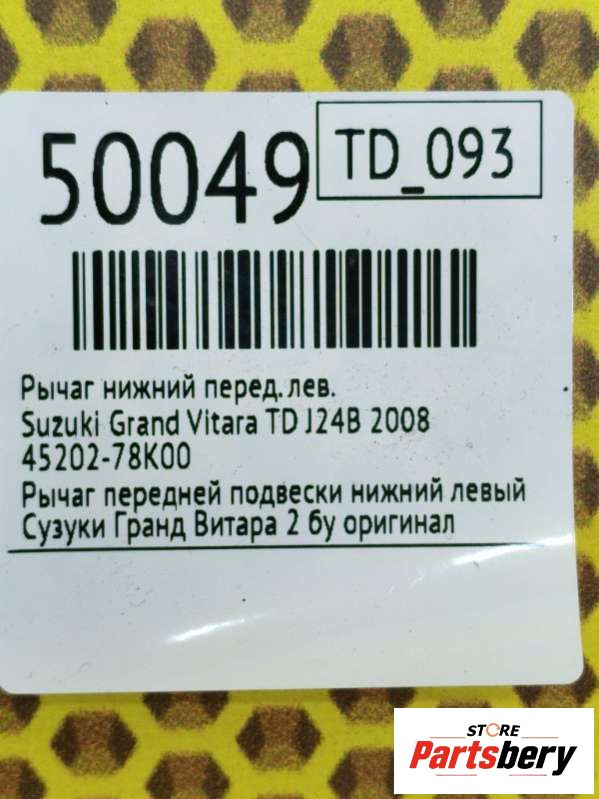 50049
TD_093
Рычаг нижний перед. лев.
Suzuki Grand Vitara TD J24B 2008
45202-78K00
Рычаг передней подвески нижний левый
Сузуки Гранд Витара 2 бу оригинал
STORE
Partsbery